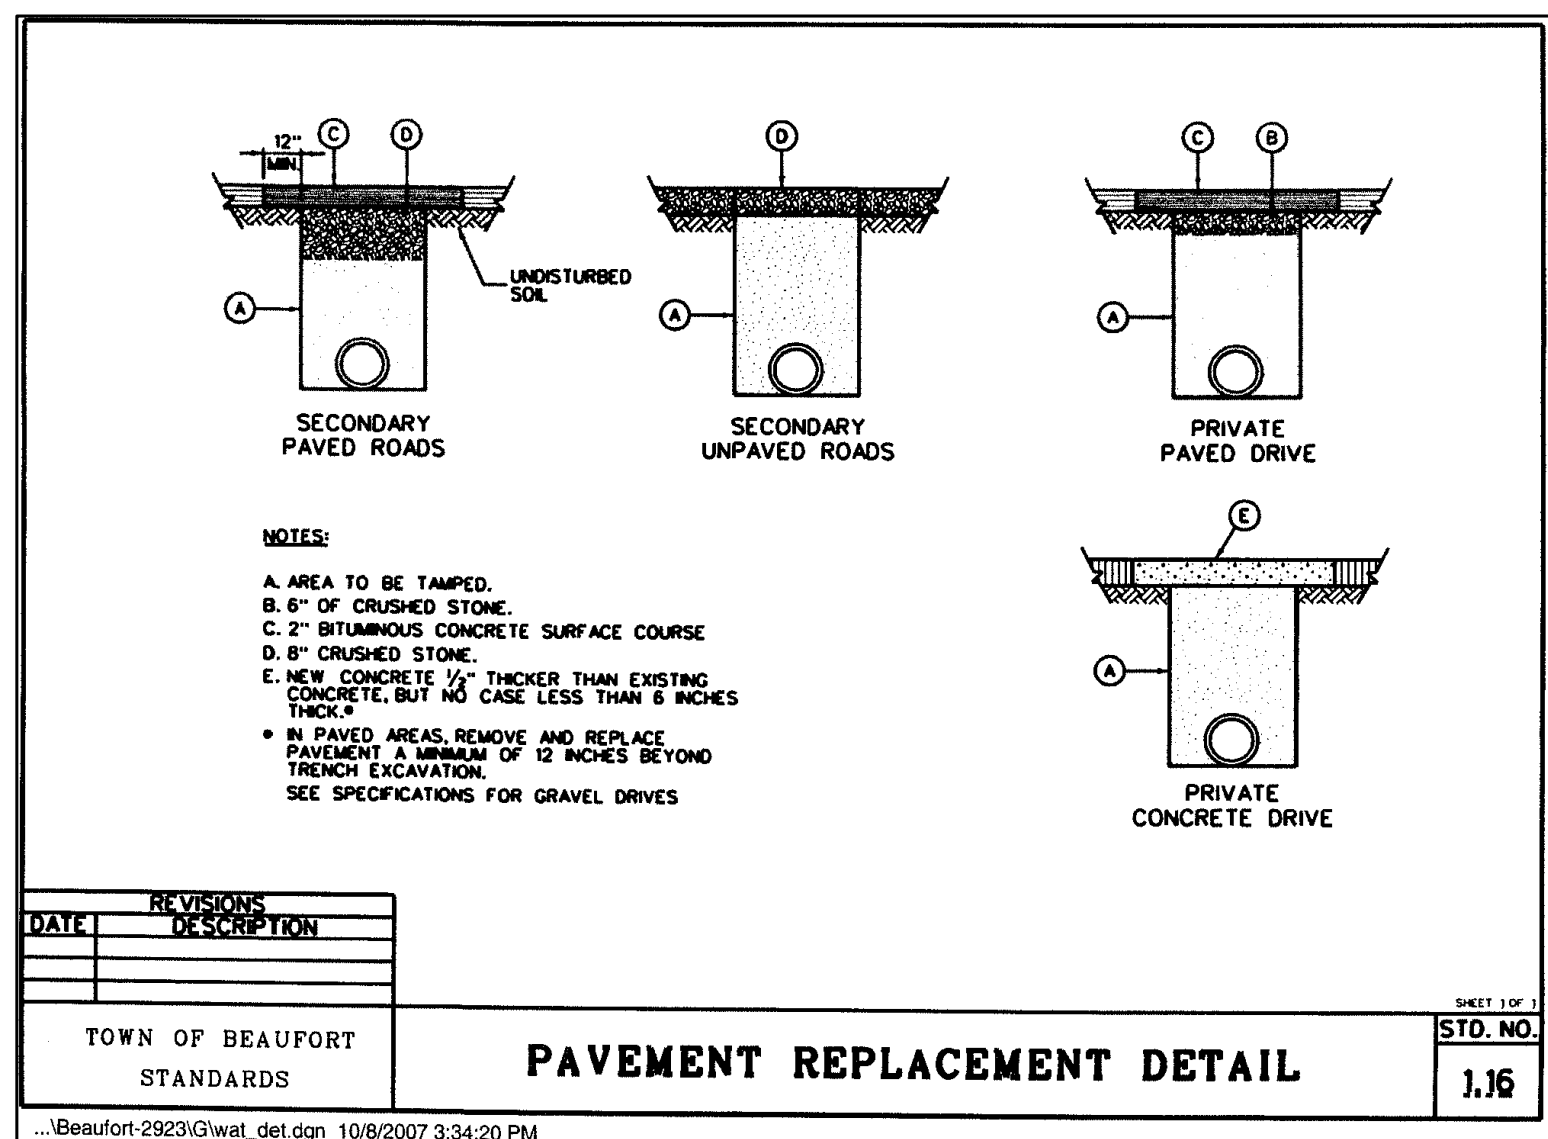 12"
MIN.
C
D
UNDISTURBED
SOIL
A
SECONDARY
PAVED ROADS
D
A
SECONDARY
UNPAVED ROADS
C
B
A
PRIVATE
PAVED DRIVE
E
A
PRIVATE
CONCRETE DRIVE
NOTES:
A. AREA TO BE TAMPED.
B. 6" OF CRUSHED STONE.
C. 2" BITUMINOUS CONCRETE SURFACE COURSE
D. 8" CRUSHED STONE.
E. NEW CONCRETE 1/2" THICKER THAN EXISTING
CONCRETE, BUT NO CASE LESS THAN 6 INCHES
THICK.•
• IN PAVED AREAS, REMOVE AND REPLACE
PAVEMENT A MINIMUM OF 12 INCHES BEYOND
TRENCH EXCAVATION.
SEE SPECIFICATIONS FOR GRAVEL DRIVES
REVISIONS
DATE DESCRIPTION
TOWN OF BEAUFORT
STANDARDS
PAVEMENT REPLACEMENT DETAIL
SHEET 1 OF 1
STD. NO.
1.16
...\Beaufort-2923\G\wat_det.dgn 10/8/2007 3:34:20 PM